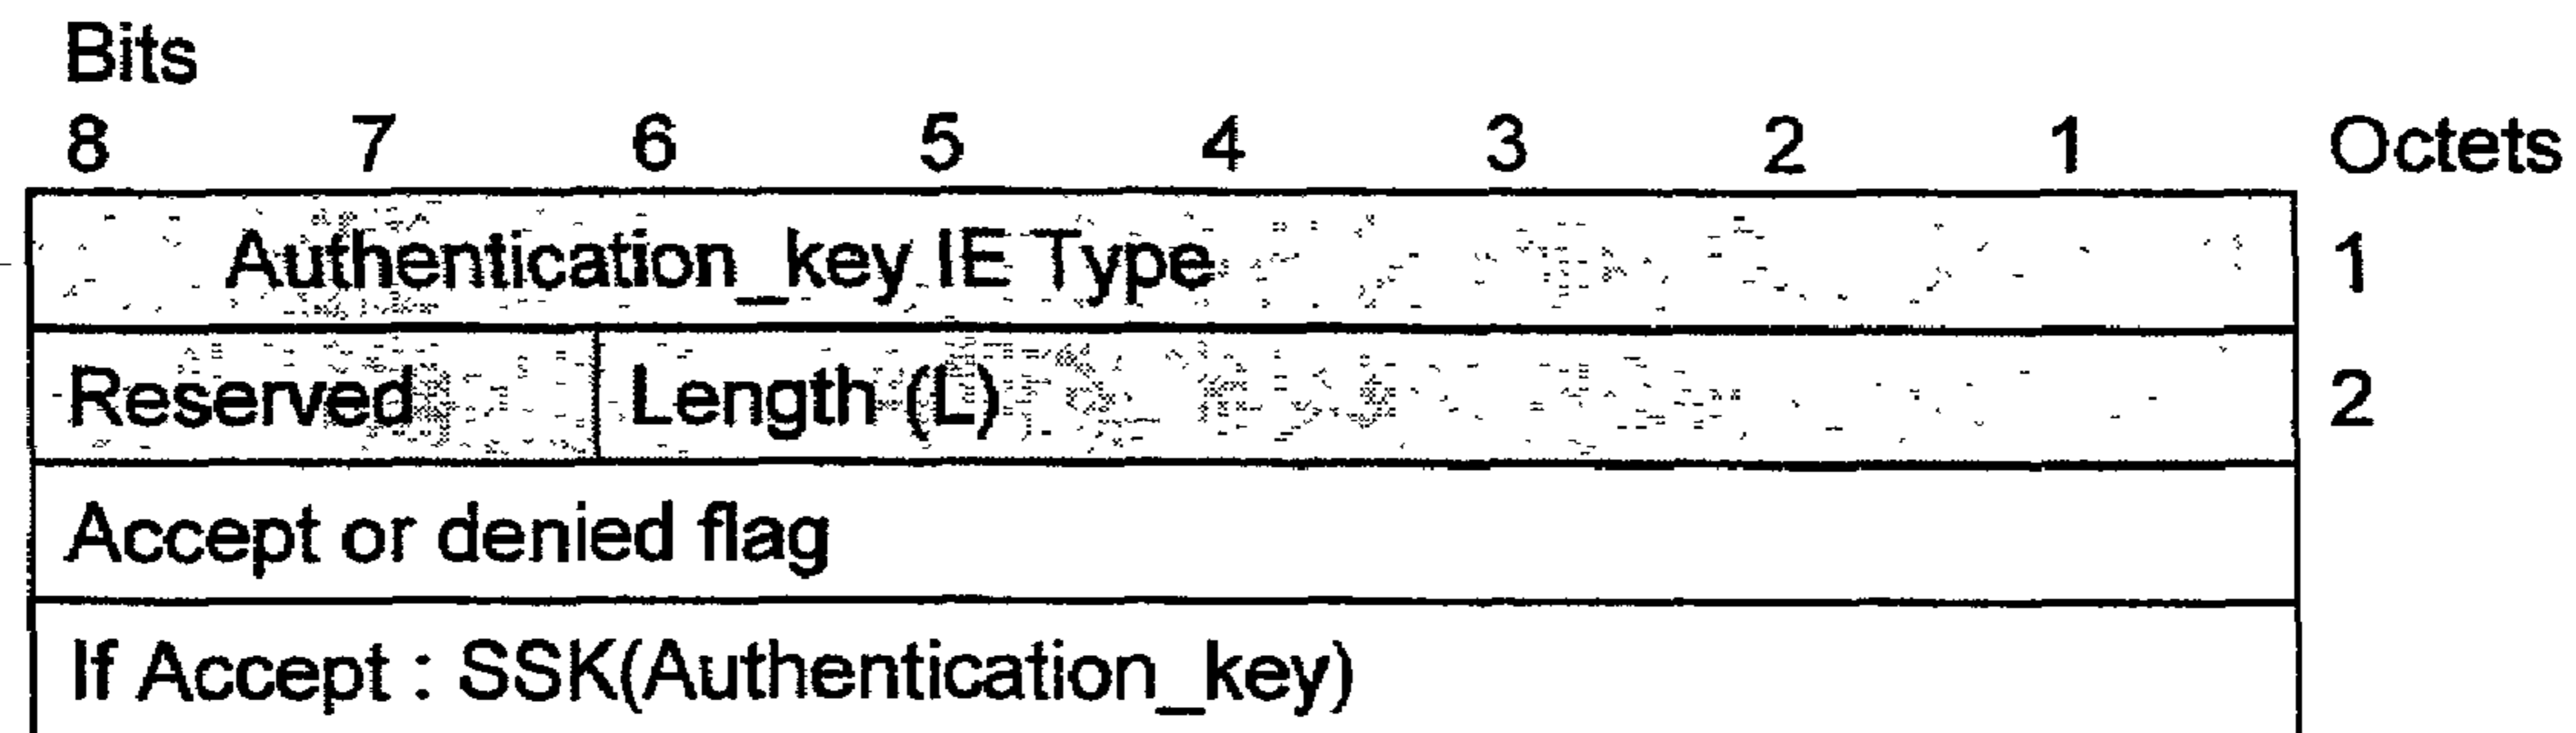 Bits
8 7 6 5 4 3 2 1 Octets
Authentication_key IE Type 1
Reserved Length (L) 2
Accept or denied flag
If Accept : SSK(Authentication_key)